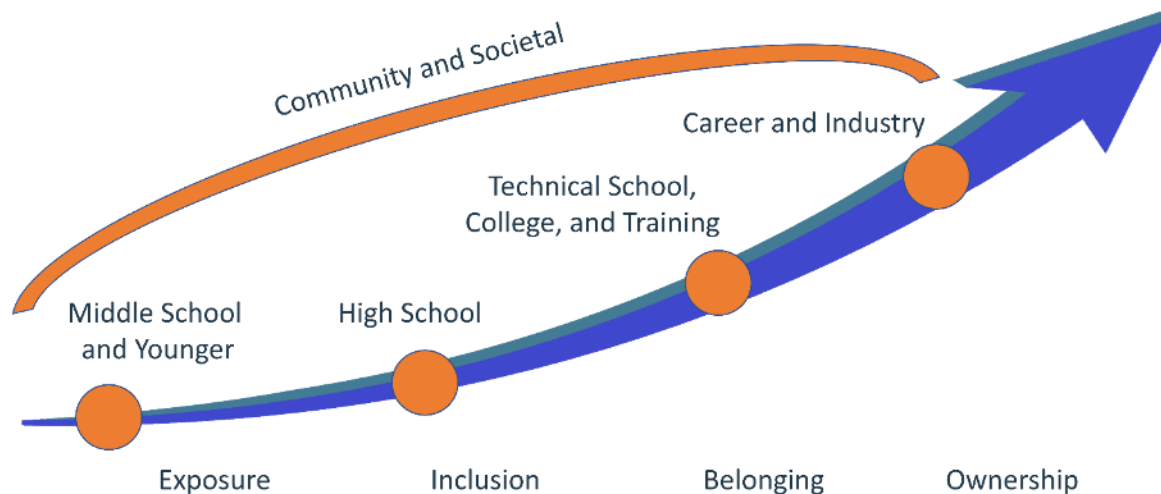 Community and Societal
Career and Industry
Technical School,
College, and Training
Middle School
and Younger
High School
Exposure
Inclusion
Belonging
Ownership